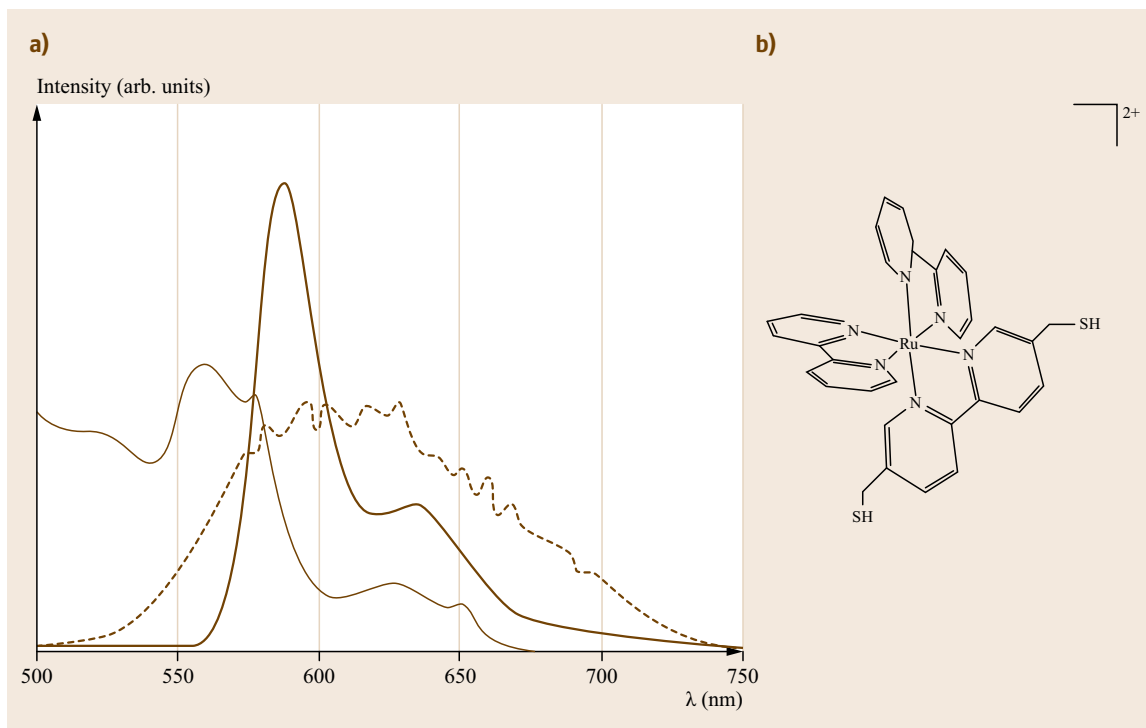 a)
Intensity (arb. units)
500 550 600 650 700 750
λ (nm)
b)
2+
N
N
SH
N
Ru
N
N
N
SH